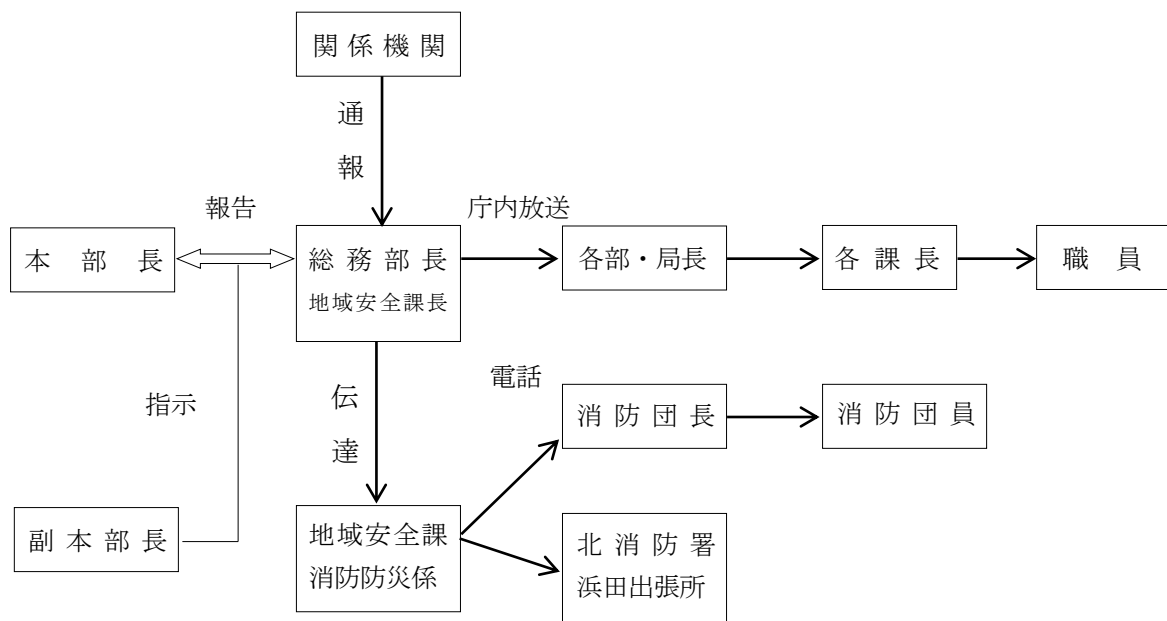 関係機関
通報
報告
庁内放送
本部長
総務部長
地域安全課長
各部・局長
各課長
職員
指示
伝達
電話
消防団長
消防団員
副本部長
地域安全課
消防防災係
北消防署
浜田出張所